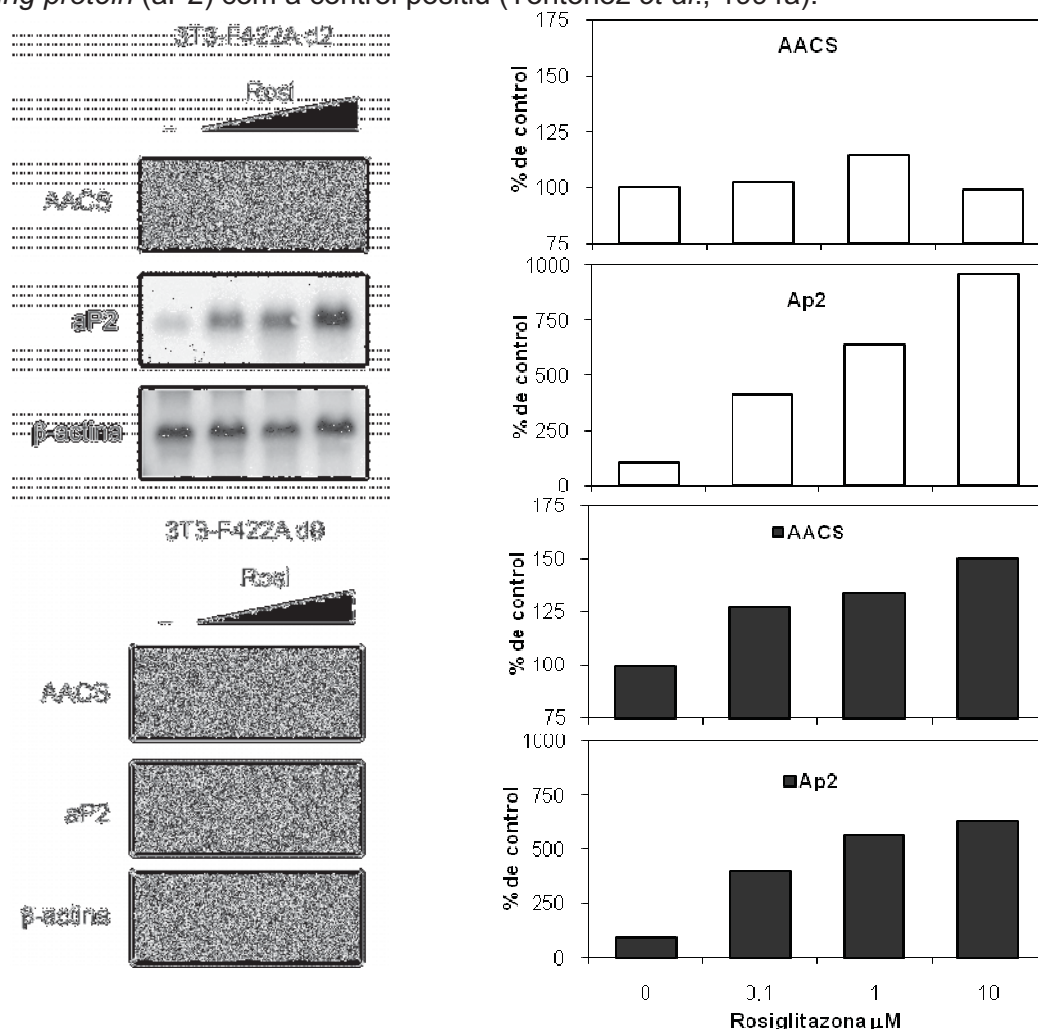 ing protein (aP2) com a control positiu (Tontonoz et al., 1994a).
3T3-F422A d2
Rosi
–
AACS
aP2
β-actina
3T3-F422A
Rosi
–
AACS
aP2
β-actina
AACS
% de control
175
150
125
100
75
Ap2
% de control
1000
750
500
250
0
AACS
% de control
175
150
125
100
75
Ap2
% de control
1000
750
500
250
0
0 0.1 1 10
Rosiglitazona µM